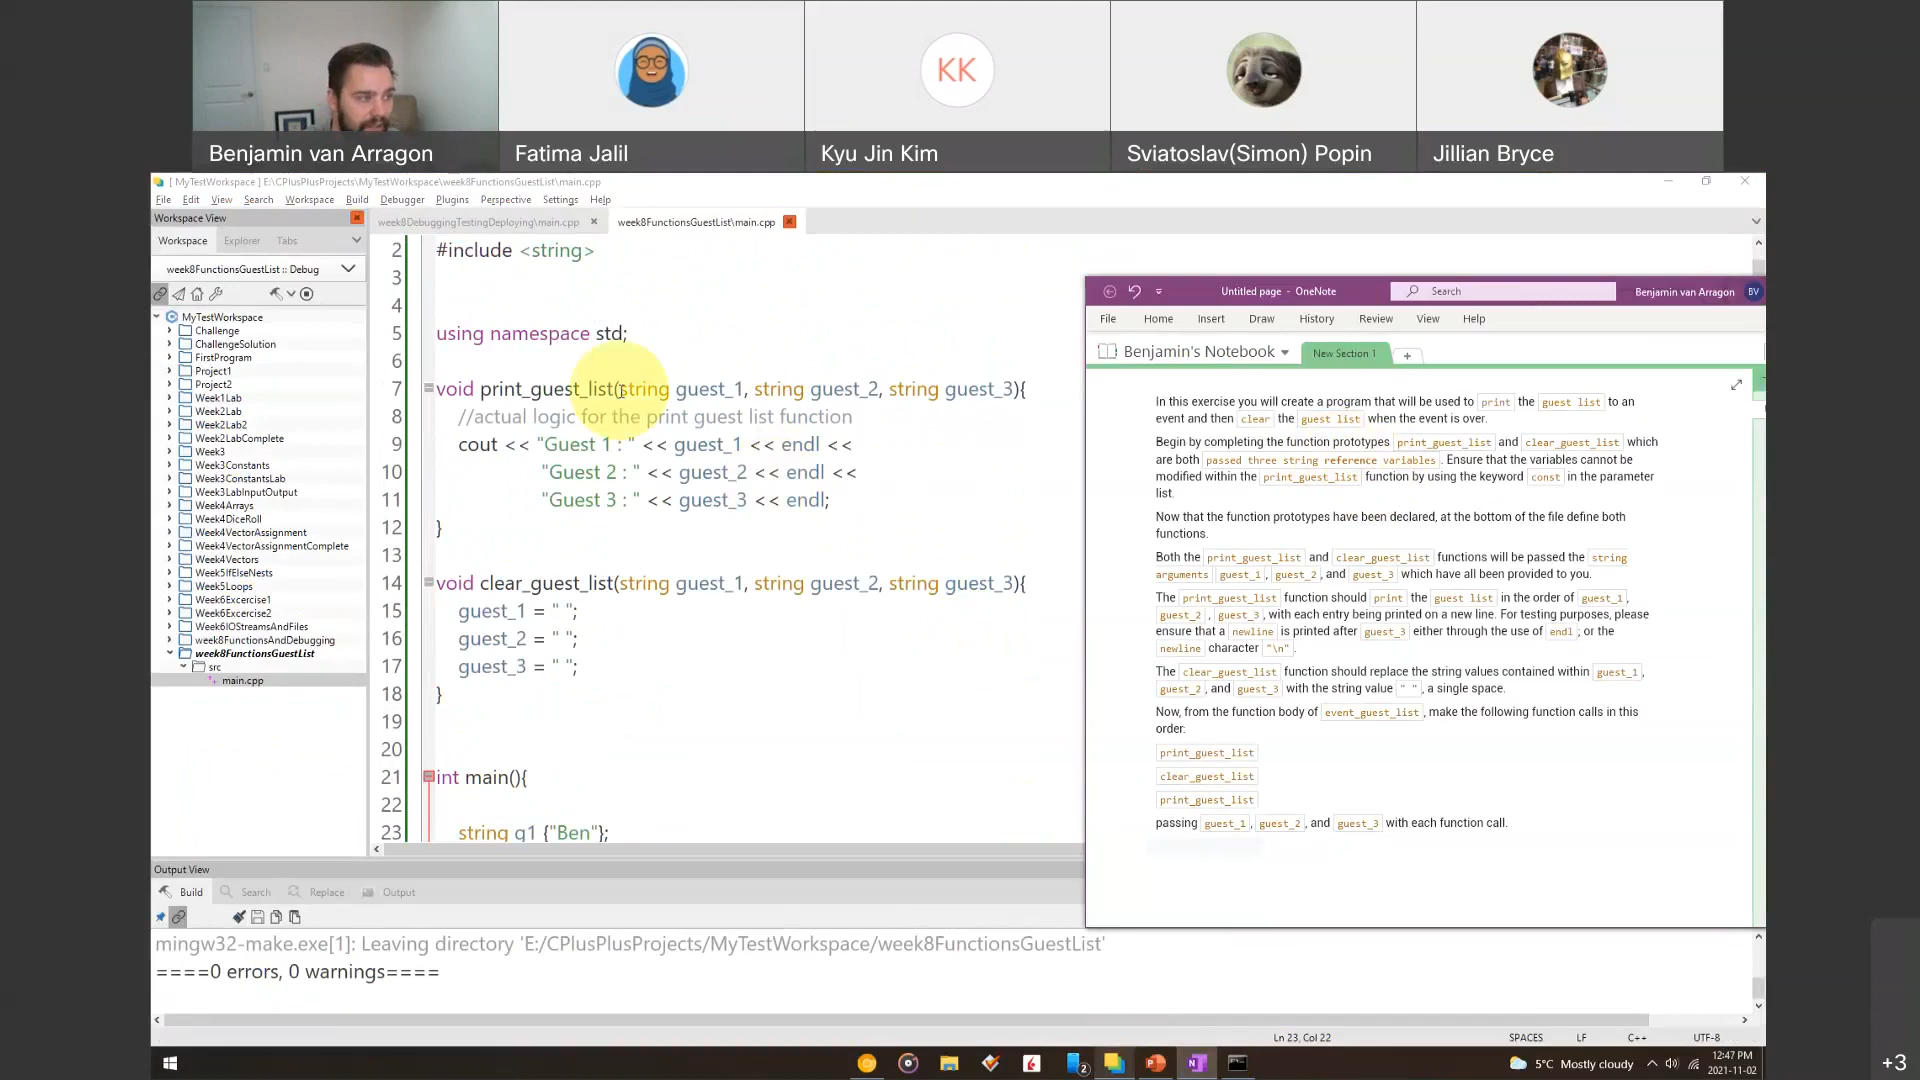 KK
Benjamin van Arragon
Fatima Jalil
Kyu Jin Kim
Sviatoslav(Simon) Popin
Jillian Bryce
[ MyTestWorkspace ] E:\CPlusPlusProjects\MyTestWorkspace\week8FunctionsGuestList\main.cpp
File Edit View Search Workspace Build Debugger Plugins Perspective Settings Help
Workspace View
Workspace Explorer Tabs
week8FunctionsGuestList :: Debug
MyTestWorkspace
Challenge
ChallengeSolution
FirstProgram
Project1
Project2
Week1Lab
Week2Lab
Week2Lab2
Week2LabComplete
Week3
Week3Constants
Week3ConstantsLab
Week3LabInputOutput
Week4Arrays
Week4DiceRoll
Week4VectorAssignment
Week4VectorAssignmentComplete
Week4Vectors
Week5IfElseNests
Week5Loops
Week6Excercise1
Week6Exercise2
Week6IOStreamsAndFiles
week8FunctionsAndDebugging
week8FunctionsGuestList
src
main.cpp
week8DebuggingTestingDeploying\main.cpp
week8FunctionsGuestList\main.cpp
2 #include <string>
3
4
5 using namespace std;
6
7 void print_guest_list(string guest_1, string guest_2, string guest_3){
8 //actual logic for the print guest list function
9 cout << "Guest 1 : " << guest_1 << endl <<
10 "Guest 2 : " << guest_2 << endl <<
11 "Guest 3 : " << guest_3 << endl;
12 }
13
14 void clear_guest_list(string guest_1, string guest_2, string guest_3){
15 guest_1 = " ";
16 guest_2 = " ";
17 guest_3 = " ";
18 }
19
20
21 int main(){
22
23 string g1 {"Ben"};
Untitled page - OneNote
Search
Benjamin van Arragon BV
File Home Insert Draw History Review View Help
Benjamin's Notebook
New Section 1
+
In this exercise you will create a program that will be used to print the guest list to an
event and then clear the guest list when the event is over.
Begin by completing the function prototypes print_guest_list and clear_guest_list which
are both passed three string reference variables. Ensure that the variables cannot be
modified within the print_guest_list function by using the keyword const in the parameter
list.
Now that the function prototypes have been declared, at the bottom of the file define both
functions.
Both the print_guest_list and clear_guest_list functions will be passed the string
arguments guest_1, guest_2, and guest_3 which have all been provided to you.
The print_guest_list function should print the guest list in the order of guest_1,
guest_2, guest_3, with each entry being printed on a new line. For testing purposes, please
ensure that a newline is printed after guest_3 either through the use of endl; or the
newline character "\n".
The clear_guest_list function should replace the string values contained within guest_1,
guest_2, and guest_3 with the string value " ", a single space.
Now, from the function body of event_guest_list, make the following function calls in this
order:
print_guest_list
clear_guest_list
print_guest_list
passing guest_1, guest_2, and guest_3 with each function call.
Output View
Build Search Replace Output
mingw32-make.exe[1]: Leaving directory 'E:/CPlusPlusProjects/MyTestWorkspace/week8FunctionsGuestList'
====0 errors, 0 warnings====
Ln 23, Col 22 SPACES LF C++ UTF-8
2
5°C Mostly cloudy
12:47 PM
2021-11-02
+3